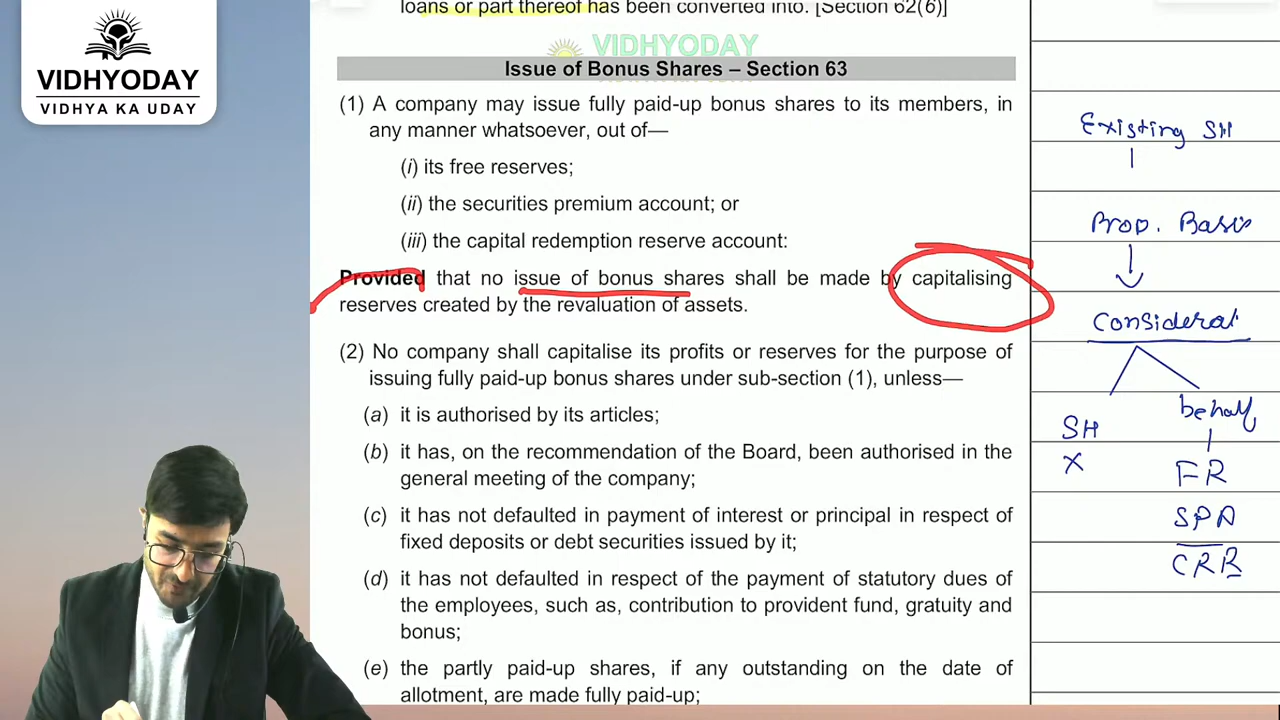 loans or part thereof has been converted into. [Section 62(6)]
VIDHYODAY
VIDHYODAY
VIDHYA KA UDAY
Issue of Bonus Shares – Section 63
(1) A company may issue fully paid-up bonus shares to its members, in
any manner whatsoever, out of—
(i) its free reserves;
(ii) the securities premium account; or
(iii) the capital redemption reserve account:
Provided that no issue of bonus shares shall be made by capitalising
reserves created by the revaluation of assets.
(2) No company shall capitalise its profits or reserves for the purpose of
issuing fully paid-up bonus shares under sub-section (1), unless—
(a) it is authorised by its articles;
(b) it has, on the recommendation of the Board, been authorised in the
general meeting of the company;
(c) it has not defaulted in payment of interest or principal in respect of
fixed deposits or debt securities issued by it;
(d) it has not defaulted in respect of the payment of statutory dues of
the employees, such as, contribution to provident fund, gratuity and
bonus;
(e) the partly paid-up shares, if any outstanding on the date of
allotment, are made fully paid-up;
Existing SH
Prop. Basis
Considerat
SH
X
behalf
FR
SPA
CRR